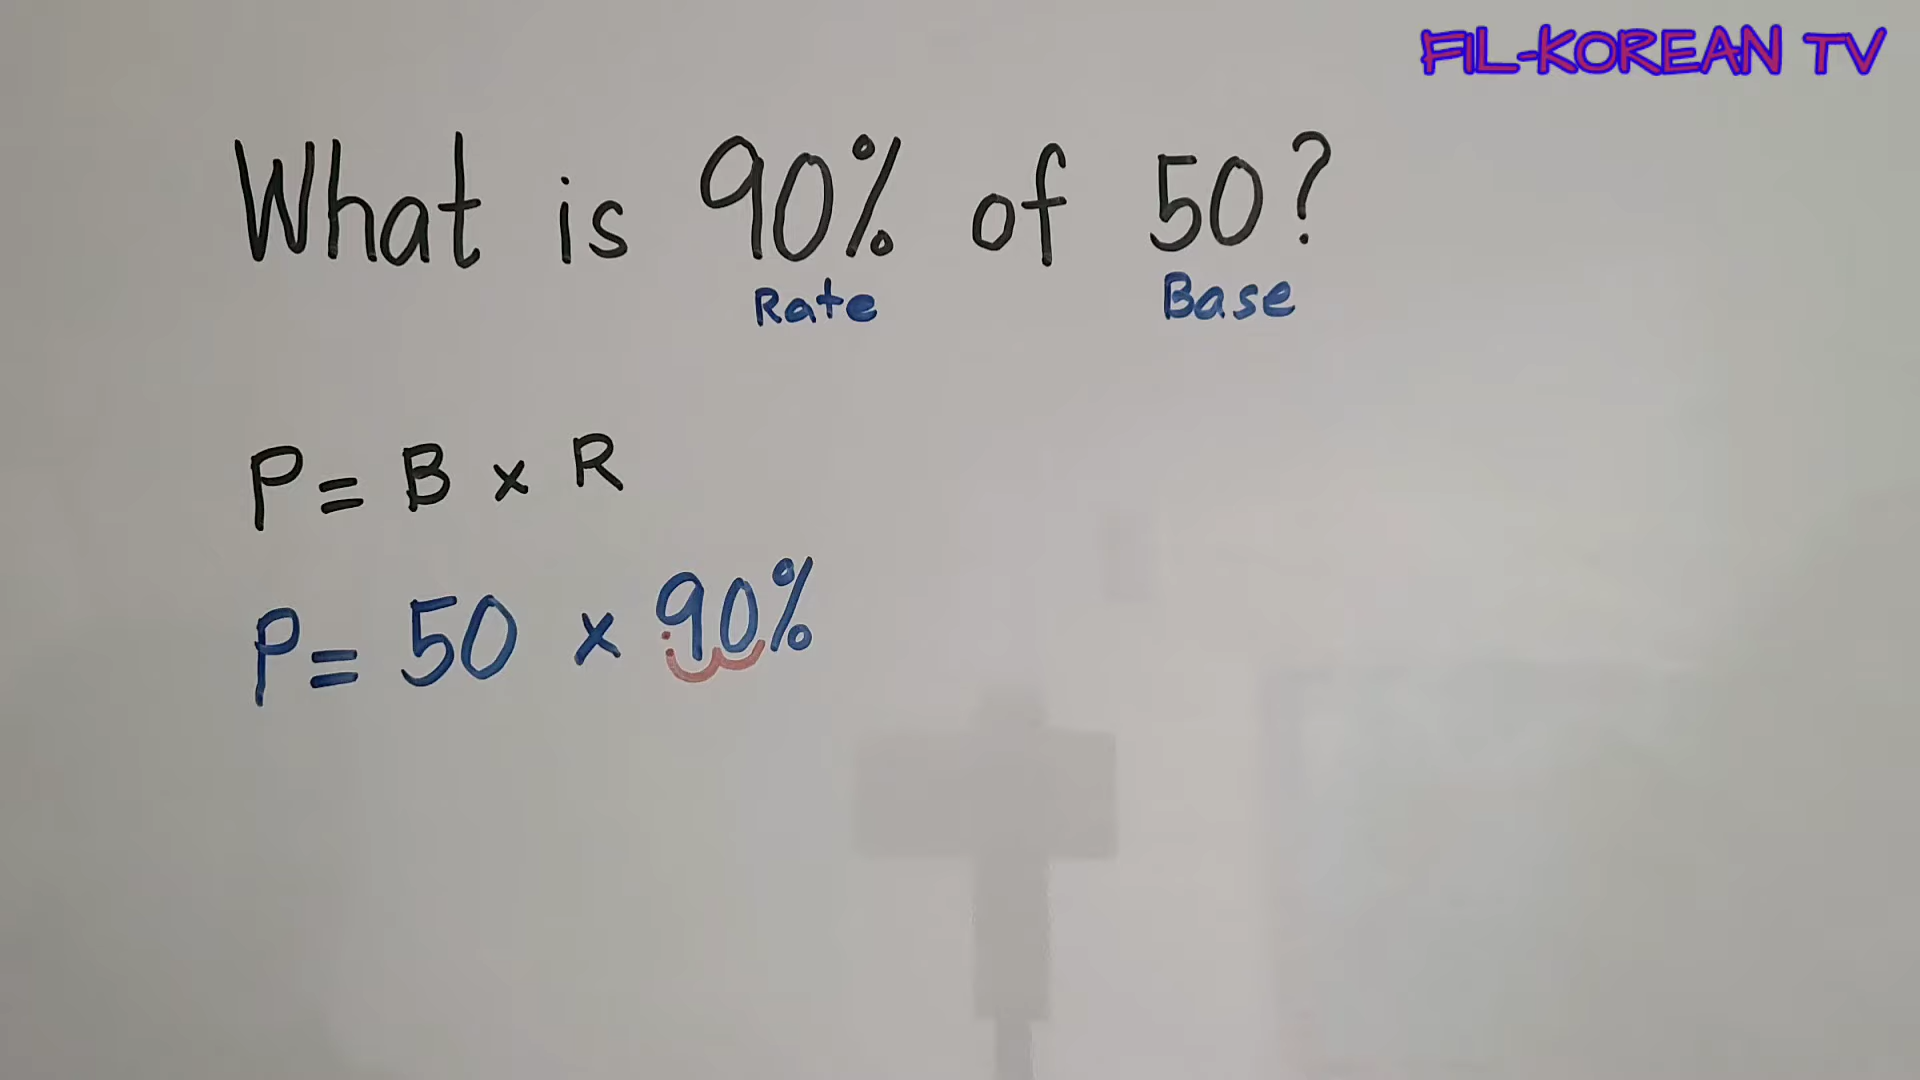 FIL-KOREAN TV
What is 90% of 50?
Rate Base
P = B x R
P = 50 x .90%